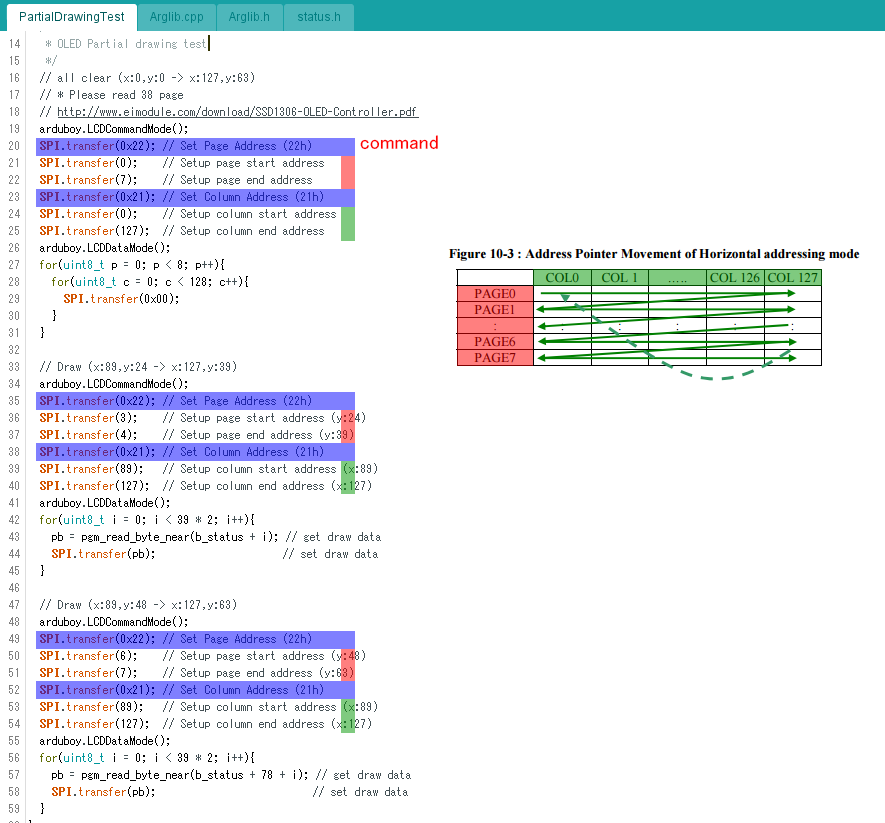 PartialDrawingTest Arglib.cpp Arglib.h status.h
14 * OLED Partial drawing test
15 */
16 // all clear (x:0,y:0 -> x:127,y:63)
17 // * Please read 38 page
18 // http://www.eimodule.com/download/SSD1306-OLED-Controller.pdf
19 arduboy.LCDCommandMode();
20 SPI.transfer(0x22); // Set Page Address (22h)
command
21 SPI.transfer(0); // Setup page start address
22 SPI.transfer(7); // Setup page end address
23 SPI.transfer(0x21); // Set Column Address (21h)
24 SPI.transfer(0); // Setup column start address
25 SPI.transfer(127); // Setup column end address
26 arduboy.LCDDataMode();
27 for(uint8_t p = 0; p < 8; p++){
28 for(uint8_t c = 0; c < 128; c++){
29 SPI.transfer(0x00);
30 }
31 }
32
33 // Draw (x:89,y:24 -> x:127,y:39)
34 arduboy.LCDCommandMode();
35 SPI.transfer(0x22); // Set Page Address (22h)
36 SPI.transfer(3); // Setup page start address (y:24)
37 SPI.transfer(4); // Setup page end address (y:39)
38 SPI.transfer(0x21); // Set Column Address (21h)
39 SPI.transfer(89); // Setup column start address (x:89)
40 SPI.transfer(127); // Setup column end address (x:127)
41 arduboy.LCDDataMode();
42 for(uint8_t i = 0; i < 39 * 2; i++){
43 pb = pgm_read_byte_near(b_status + i); // get draw data
44 SPI.transfer(pb); // set draw data
45 }
46
47 // Draw (x:89,y:48 -> x:127,y:63)
48 arduboy.LCDCommandMode();
49 SPI.transfer(0x22); // Set Page Address (22h)
50 SPI.transfer(6); // Setup page start address (y:48)
51 SPI.transfer(7); // Setup page end address (y:63)
52 SPI.transfer(0x21); // Set Column Address (21h)
53 SPI.transfer(89); // Setup column start address (x:89)
54 SPI.transfer(127); // Setup column end address (x:127)
55 arduboy.LCDDataMode();
56 for(uint8_t i = 0; i < 39 * 2; i++){
57 pb = pgm_read_byte_near(b_status + 78 + i); // get draw data
58 SPI.transfer(pb); // set draw data
59 }
Figure 10-3 : Address Pointer Movement of Horizontal addressing mode
COL0 COL 1 ..... COL 126 COL 127
PAGE0
PAGE1
: : : : : :
PAGE6
PAGE7